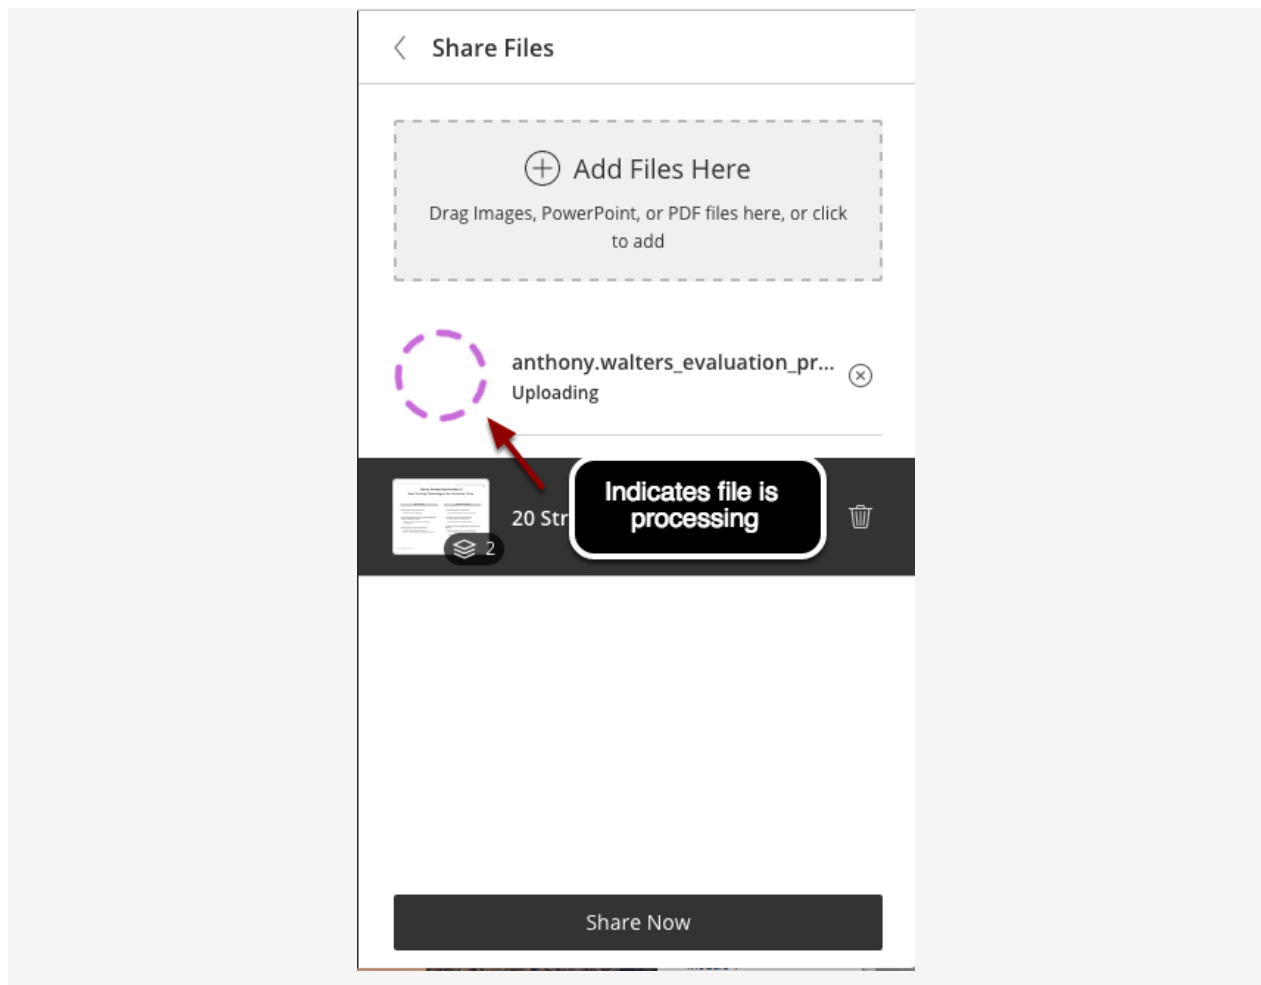 Share Files
Add Files Here
Drag Images, PowerPoint, or PDF files here, or click
to add
anthony.walters_evaluation_pr...
Uploading
20 Str
Indicates file is
processing
2
Share Now